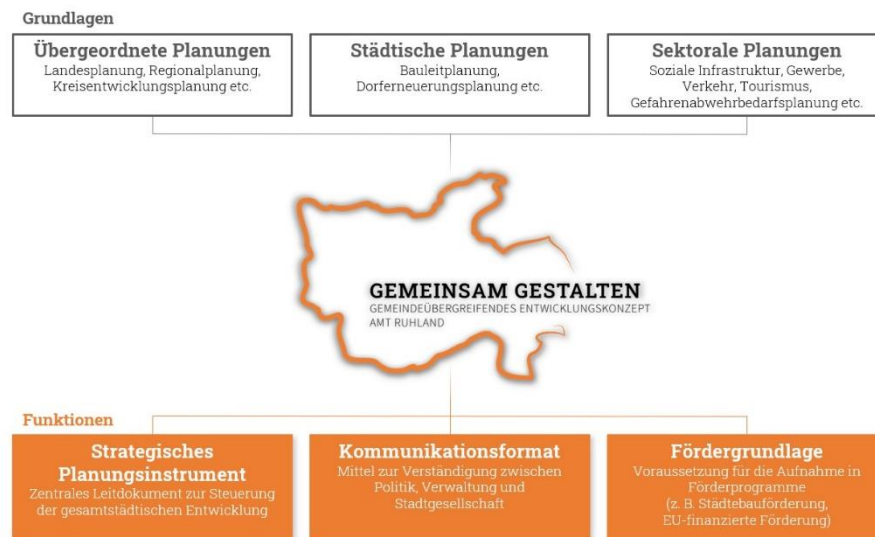 Grundlagen
Übergeordnete Planungen
Landesplanung, Regionalplanung,
Kreisentwicklungsplanung etc.
Städtische Planungen
Bauleitplanung,
Dorferneuerungsplanung etc.
Sektorale Planungen
Soziale Infrastruktur, Gewerbe,
Verkehr, Tourismus,
Gefahrenabwehrbedarfsplanung etc.
GEMEINSAM GESTALTEN
GEMEINDEÜBERGREIFENDES ENTWICKLUNGSKONZEPT
AMT RUHLAND
Funktionen
Strategisches
Planungsinstrument
Zentrales Leitdokument zur Steuerung
der gesamtstädtischen Entwicklung
Kommunikationsformat
Mittel zur Verständigung zwischen
Politik, Verwaltung und
Stadtgesellschaft
Fördergrundlage
Voraussetzung für die Aufnahme in
Förderprogramme
(z. B. Städtebauförderung,
EU-finanzierte Förderung)